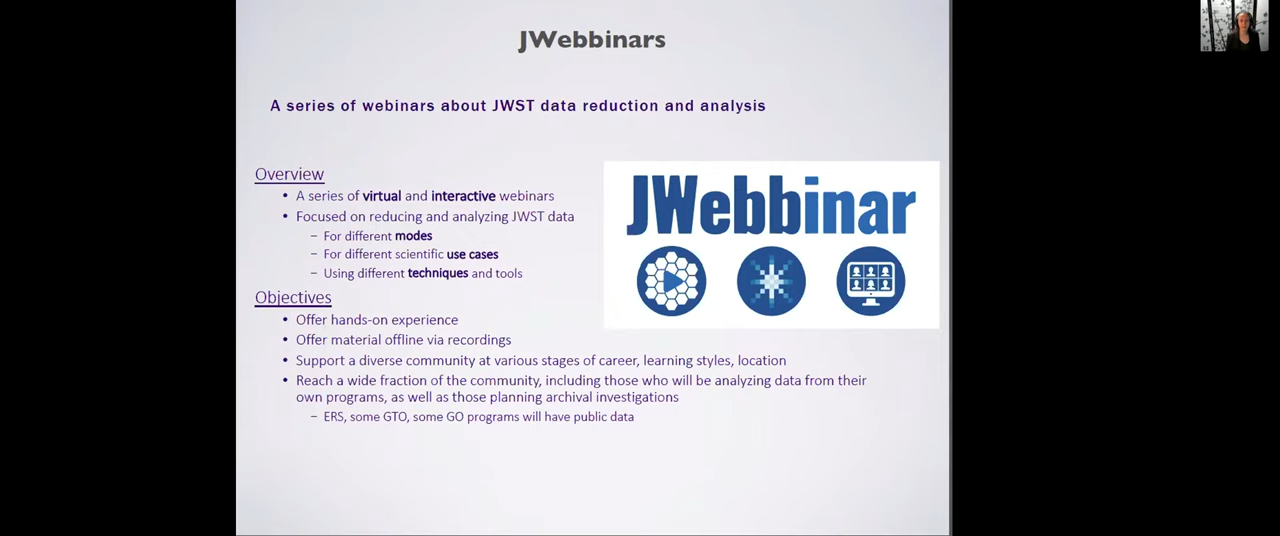 JWebbinars
A series of webinars about JWST data reduction and analysis
Overview
• A series of virtual and interactive webinars
• Focused on reducing and analyzing JWST data
– For different modes
– For different scientific use cases
– Using different techniques and tools
Objectives
• Offer hands-on experience
• Offer material offline via recordings
• Support a diverse community at various stages of career, learning styles, location
• Reach a wide fraction of the community, including those who will be analyzing data from their
own programs, as well as those planning archival investigations
– ERS, some GTO, some GO programs will have public data
JWebbinar